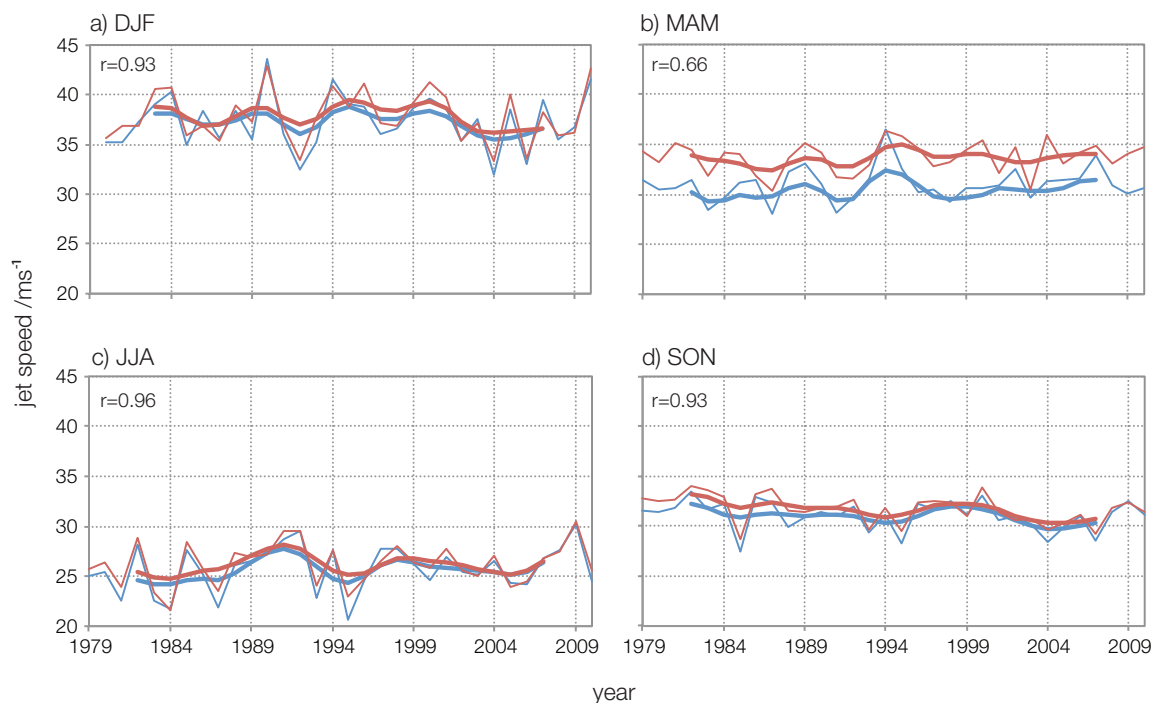 a) DJF
r=0.93
45
40
35
30
25
20
b) MAM
r=0.66
jet speed /ms⁻¹
c) JJA
r=0.96
45
40
35
30
25
20
1979 1984 1989 1994 1999 2004 2009
d) SON
r=0.93
1979 1984 1989 1994 1999 2004 2009
year